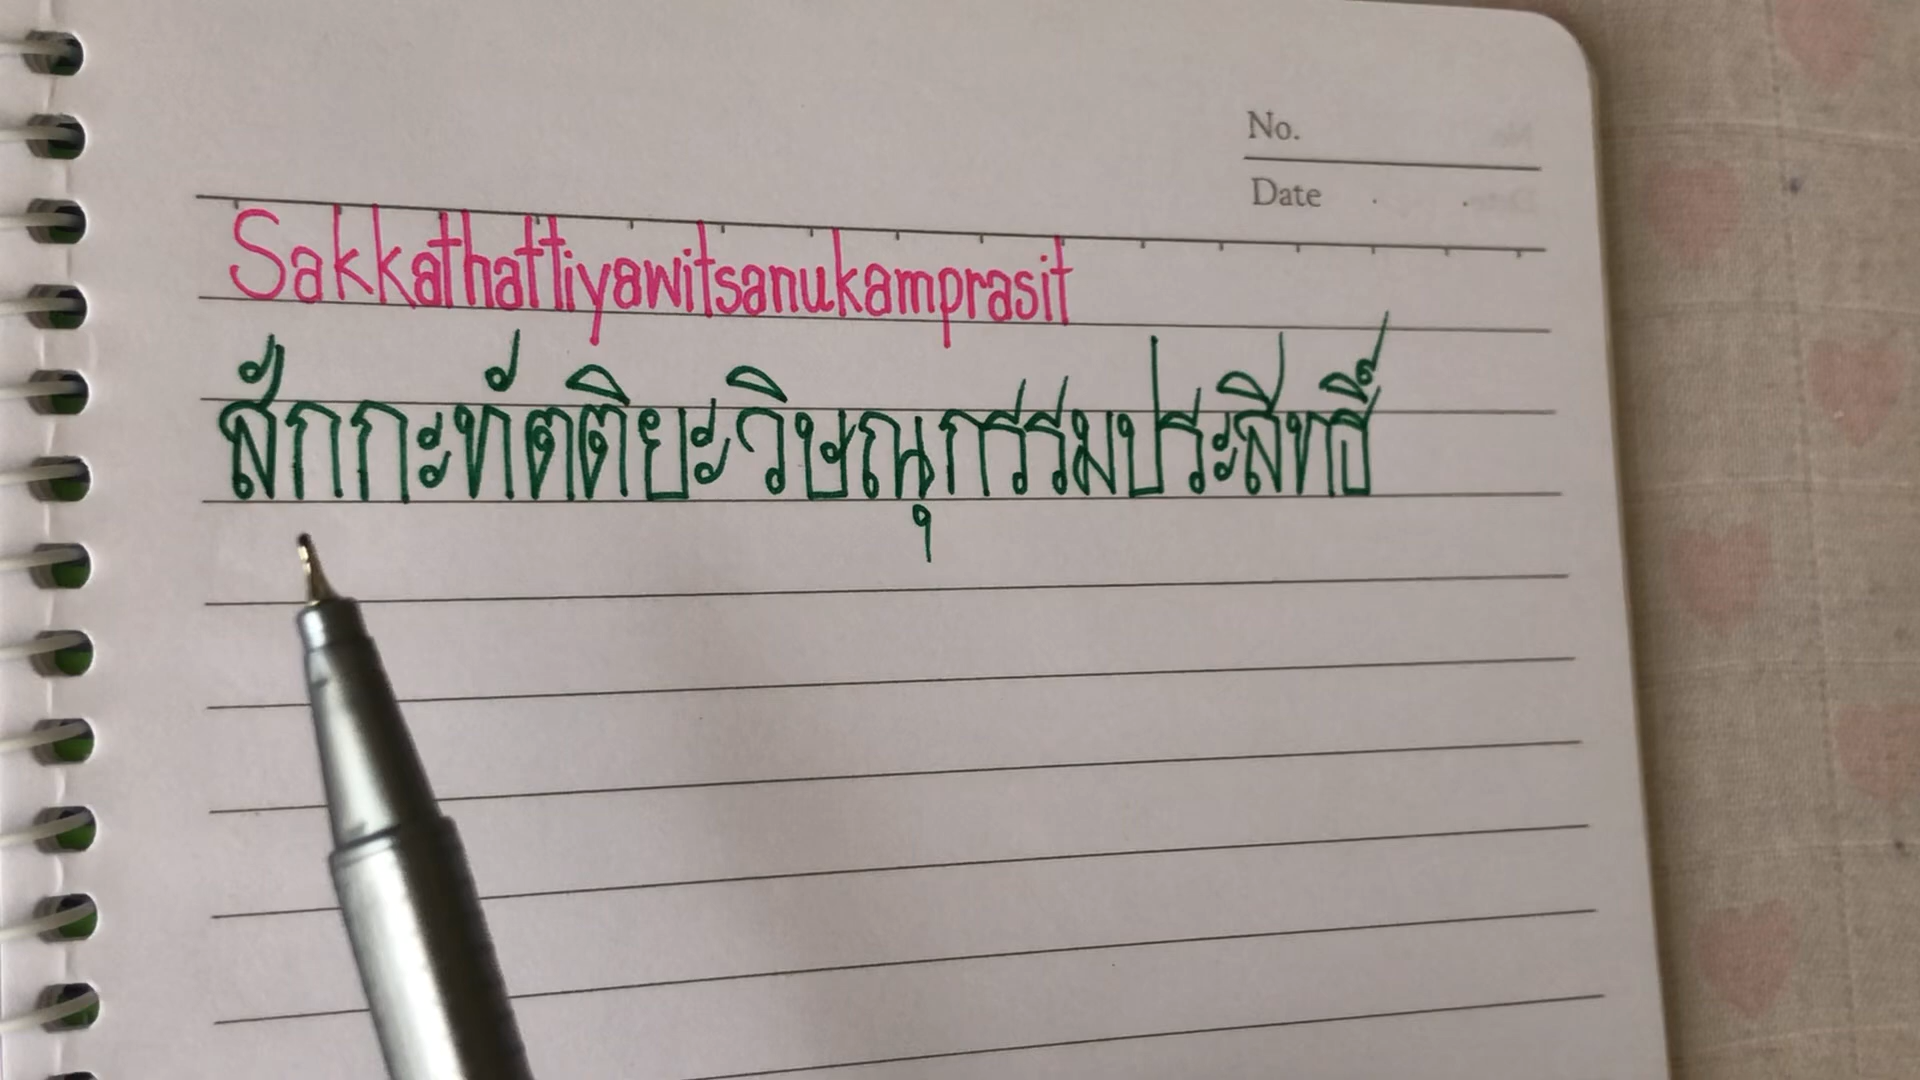 No.
Date
Sakkathattiyawitsanukamprasit
สักกะทัตติยะวิษณุกรรมประสิทธิ์